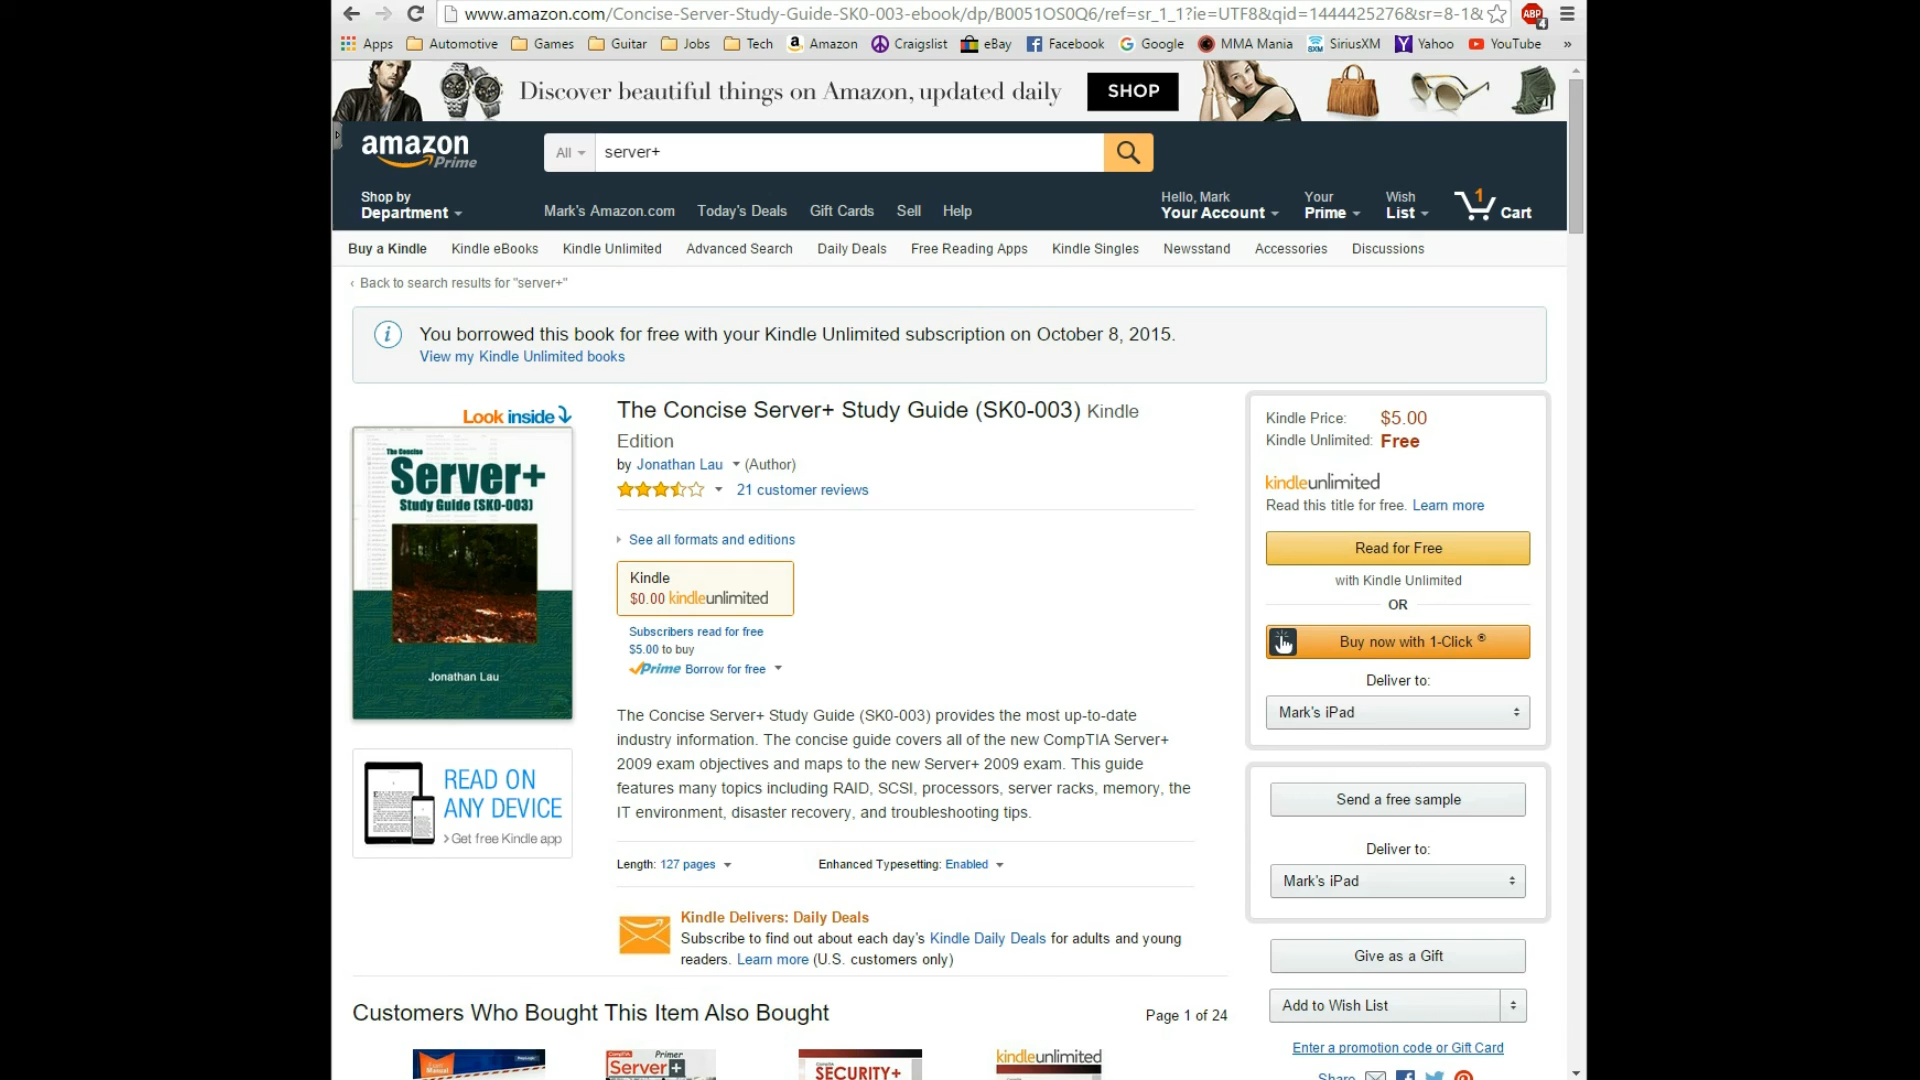 www.amazon.com/Concise-Server-Study-Guide-SK0-003-ebook/dp/B0051OS0Q6/ref=sr_1_1?ie=UTF8&qid=1444425276&sr=8-1&
ABP 4
Apps Automotive Games Guitar Jobs Tech Amazon Craigslist eBay Facebook Google MMA Mania SiriusXM Yahoo YouTube »
Discover beautiful things on Amazon, updated daily SHOP
amazon Prime
All server+
Shop by Department
Mark's Amazon.com Today's Deals Gift Cards Sell Help
Hello, Mark Your Account
Your Prime
Wish List
1 Cart
Buy a Kindle Kindle eBooks Kindle Unlimited Advanced Search Daily Deals Free Reading Apps Kindle Singles Newsstand Accessories Discussions
‹ Back to search results for "server+"
You borrowed this book for free with your Kindle Unlimited subscription on October 8, 2015.
View my Kindle Unlimited books
Look inside
The Concise
Server+
Study Guide (SK0-003)
Jonathan Lau
READ ON
ANY DEVICE
›Get free Kindle app
The Concise Server+ Study Guide (SK0-003) Kindle
Edition
by Jonathan Lau (Author)
21 customer reviews
See all formats and editions
Kindle
$0.00 kindleunlimited
Subscribers read for free
$5.00 to buy
Prime Borrow for free
The Concise Server+ Study Guide (SK0-003) provides the most up-to-date
industry information. The concise guide covers all of the new CompTIA Server+
2009 exam objectives and maps to the new Server+ 2009 exam. This guide
features many topics including RAID, SCSI, processors, server racks, memory, the
IT environment, disaster recovery, and troubleshooting tips.
Length: 127 pages Enhanced Typesetting: Enabled
Kindle Delivers: Daily Deals
Subscribe to find out about each day's Kindle Daily Deals for adults and young
readers. Learn more (U.S. customers only)
Kindle Price: $5.00
Kindle Unlimited: Free
kindleunlimited
Read this title for free. Learn more
Read for Free
with Kindle Unlimited
OR
Buy now with 1-Click ®
Deliver to:
Mark's iPad
Send a free sample
Deliver to:
Mark's iPad
Give as a Gift
Add to Wish List
Enter a promotion code or Gift Card
Share
Customers Who Bought This Item Also Bought Page 1 of 24
Manual
CompTIA Primer
Server+
SECURITY+
kindleunlimited